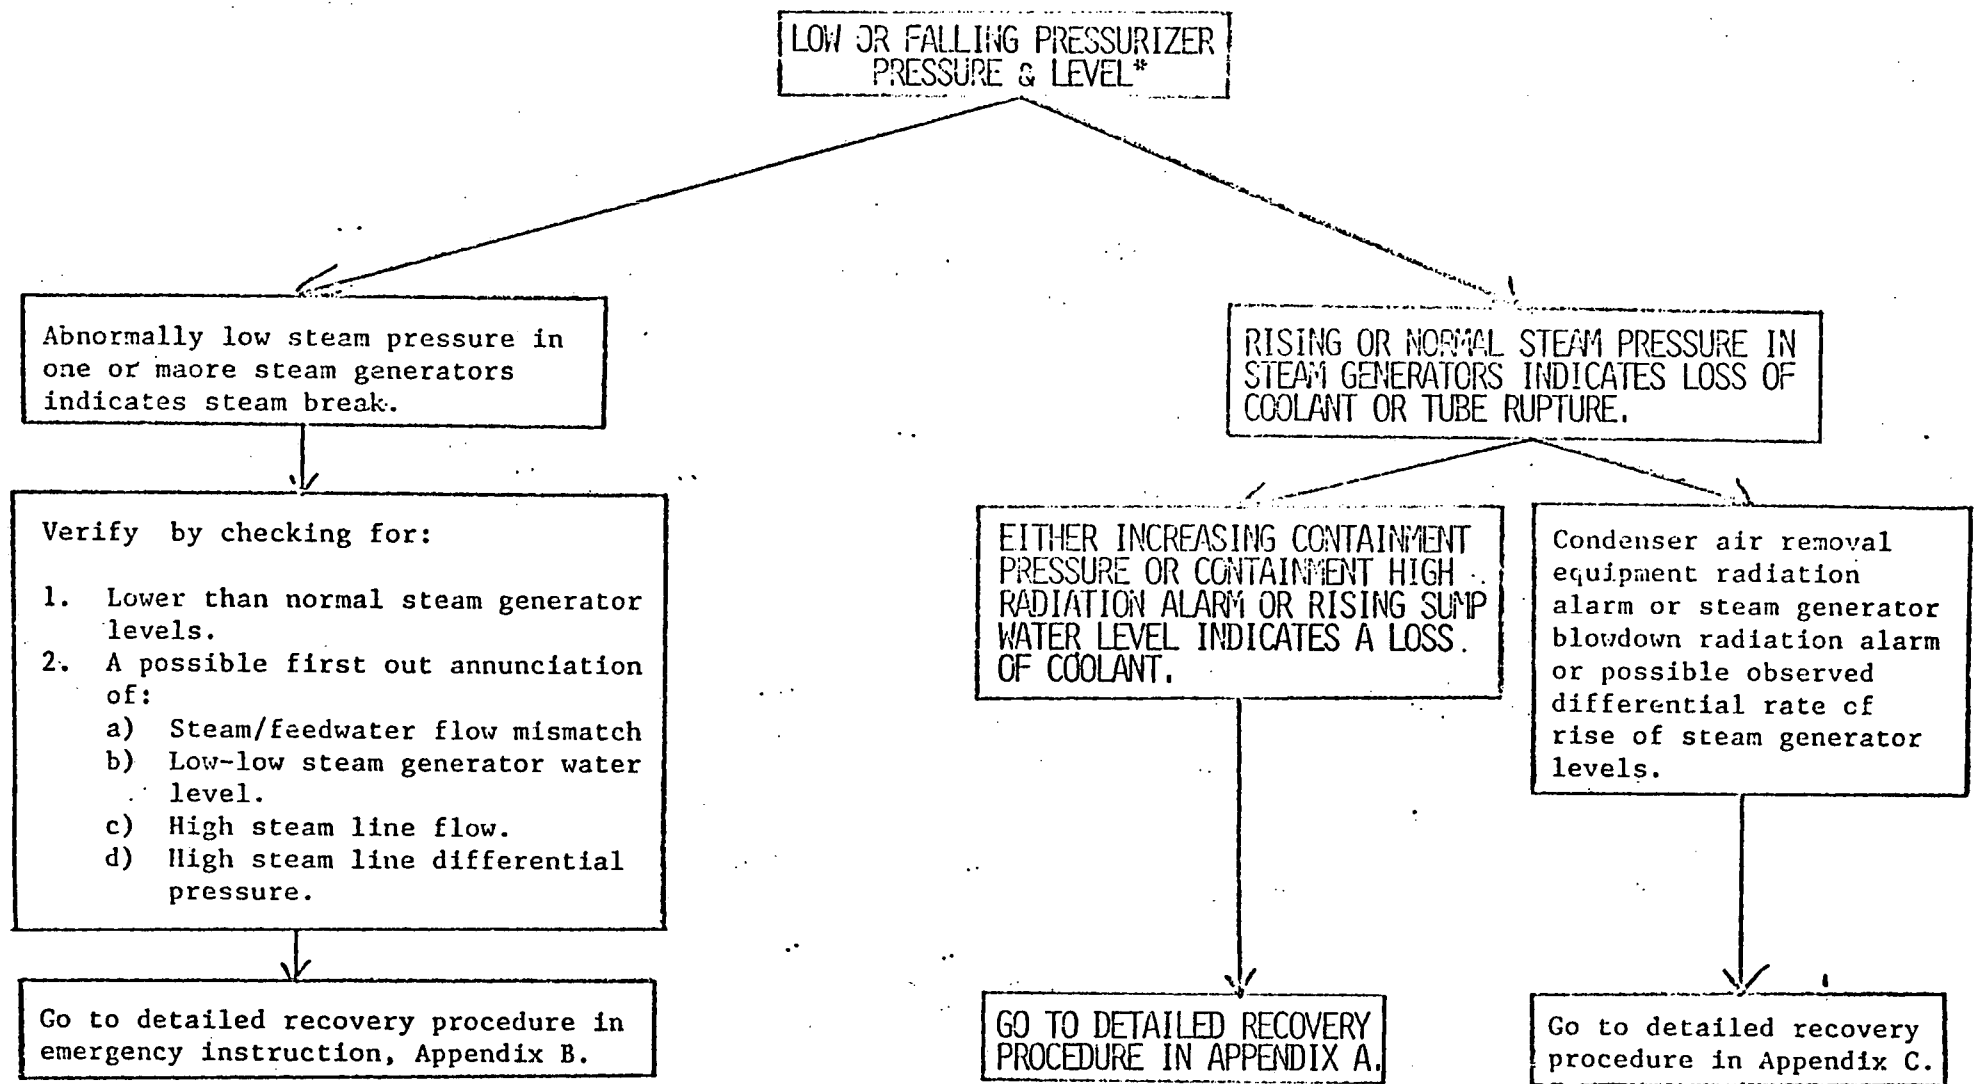 LOW OR FALLING PRESSURIZER
PRESSURE & LEVEL*
Abnormally low steam pressure in
one or maore steam generators
indicates steam break.
RISING OR NORMAL STEAM PRESSURE IN
STEAM GENERATORS INDICATES LOSS OF
COOLANT OR TUBE RUPTURE.
Verify by checking for:
1. Lower than normal steam generator
levels.
2. A possible first out annunciation
of:
a) Steam/feedwater flow mismatch
b) Low-low steam generator water
level.
c) High steam line flow.
d) High steam line differential
pressure.
EITHER INCREASING CONTAINMENT
PRESSURE OR CONTAINMENT HIGH
RADIATION ALARM OR RISING SUMP
WATER LEVEL INDICATES A LOSS
OF COOLANT.
Condenser air removal
equipment radiation
alarm or steam generator
blowdown radiation alarm
or possible observed
differential rate of
rise of steam generator
levels.
Go to detailed recovery procedure in
emergency instruction, Appendix B.
GO TO DETAILED RECOVERY
PROCEDURE IN APPENDIX A.
Go to detailed recovery
procedure in Appendix C.